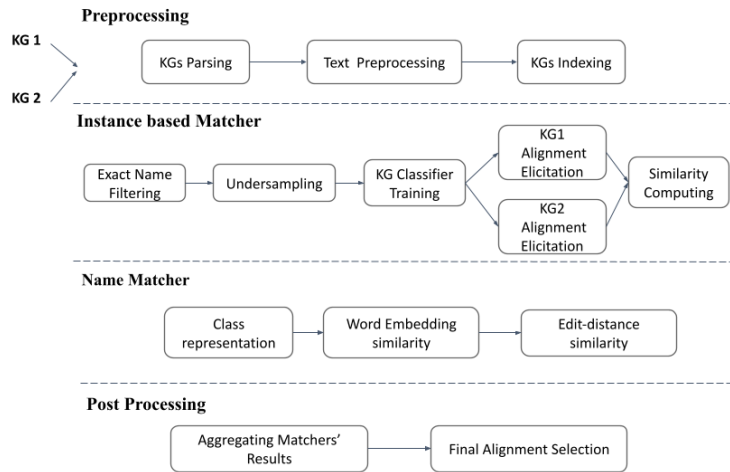 Preprocessing
KG 1
KG 2
KGs Parsing
Text Preprocessing
KGs Indexing
Instance based Matcher
Exact Name
Filtering
Undersampling
KG Classifier
Training
KG1
Alignment
Elicitation
KG2
Alignment
Elicitation
Similarity
Computing
Name Matcher
Class
representation
Word Embedding
similarity
Edit-distance
similarity
Post Processing
Aggregating Matchers'
Results
Final Alignment Selection